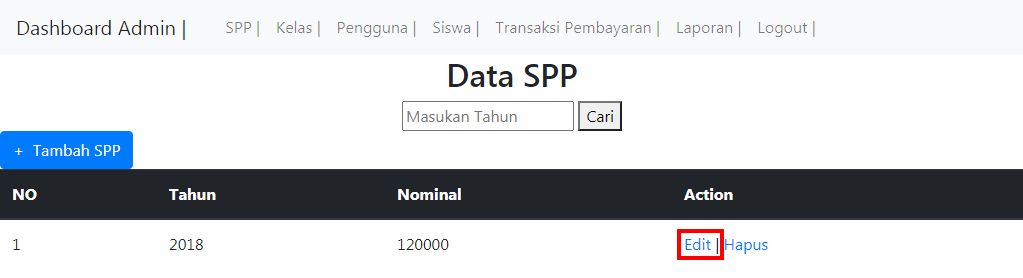 Dashboard Admin | SPP | Kelas | Pengguna | Siswa | Transaksi Pembayaran | Laporan | Logout |
Data SPP
Masukan Tahun Cari
+ Tambah SPP
NO Tahun Nominal Action
1 2018 120000 Edit | Hapus